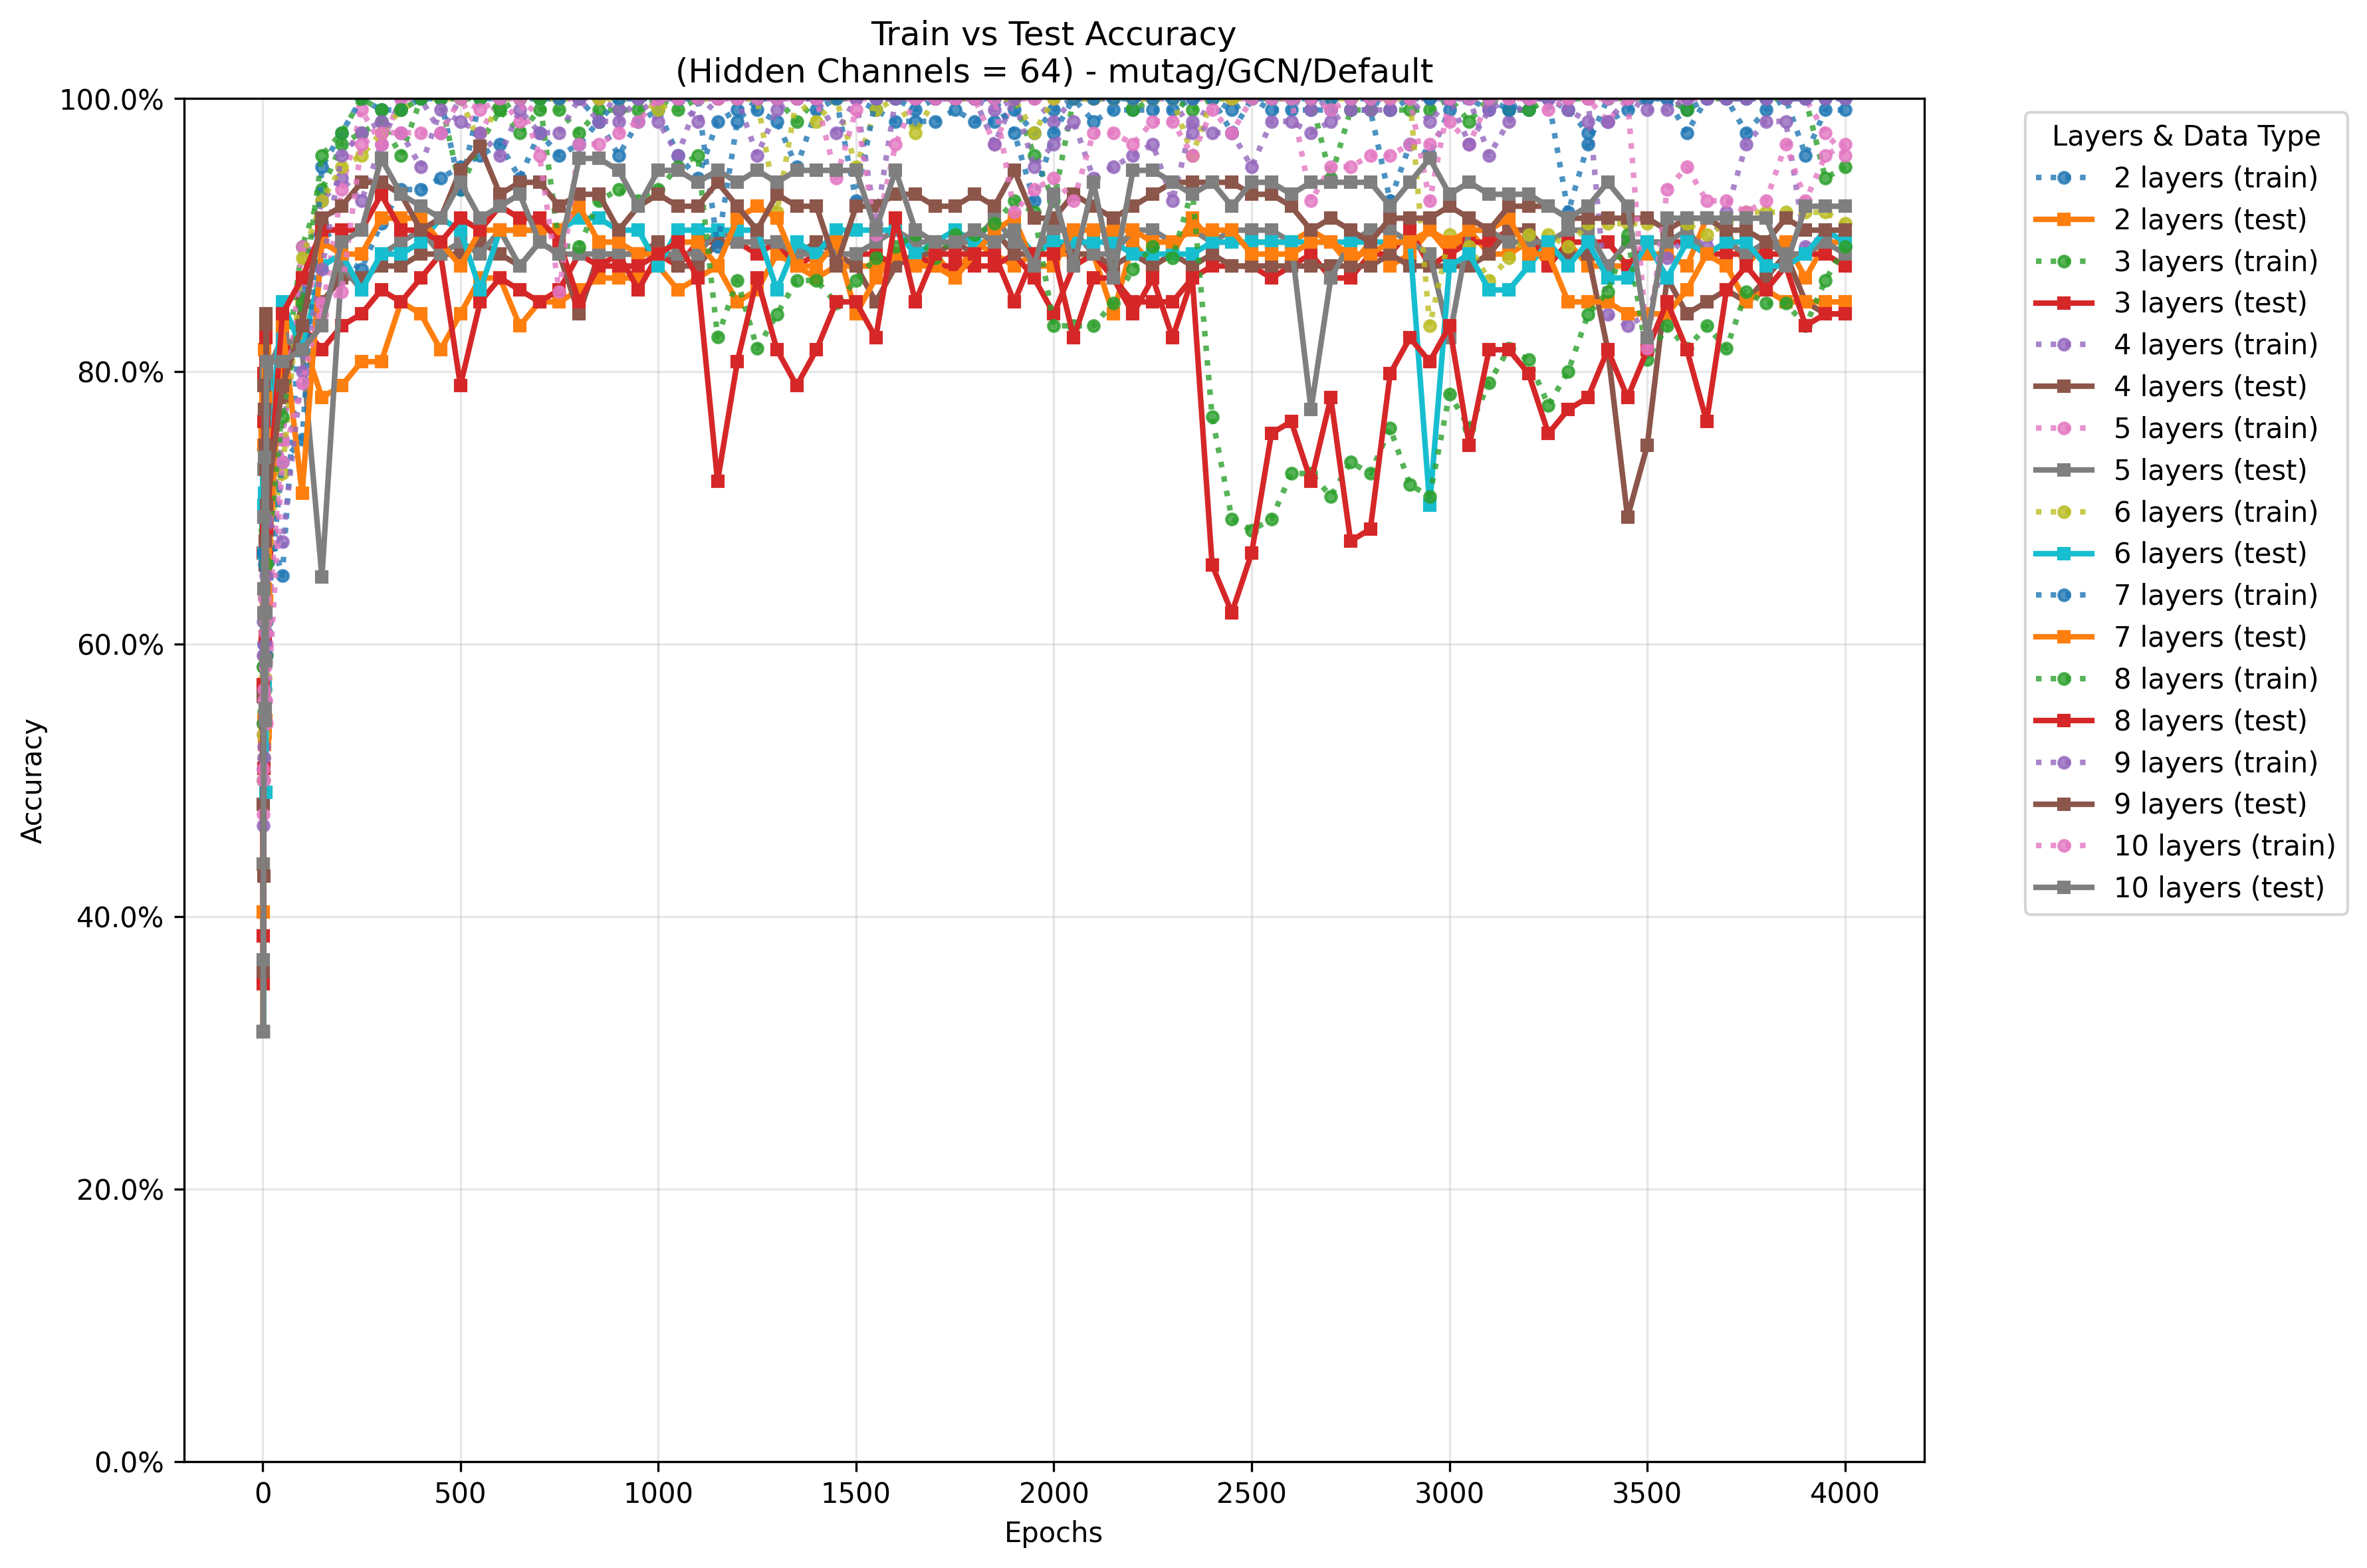 Train vs Test Accuracy
(Hidden Channels = 64) - mutag/GCN/Default
100.0%
80.0%
60.0%
40.0%
20.0%
0.0%
Accuracy
0
500
1000
1500
2000
2500
3000
3500
4000
Epochs
Layers & Data Type
2 layers (train)
2 layers (test)
3 layers (train)
3 layers (test)
4 layers (train)
4 layers (test)
5 layers (train)
5 layers (test)
6 layers (train)
6 layers (test)
7 layers (train)
7 layers (test)
8 layers (train)
8 layers (test)
9 layers (train)
9 layers (test)
10 layers (train)
10 layers (test)